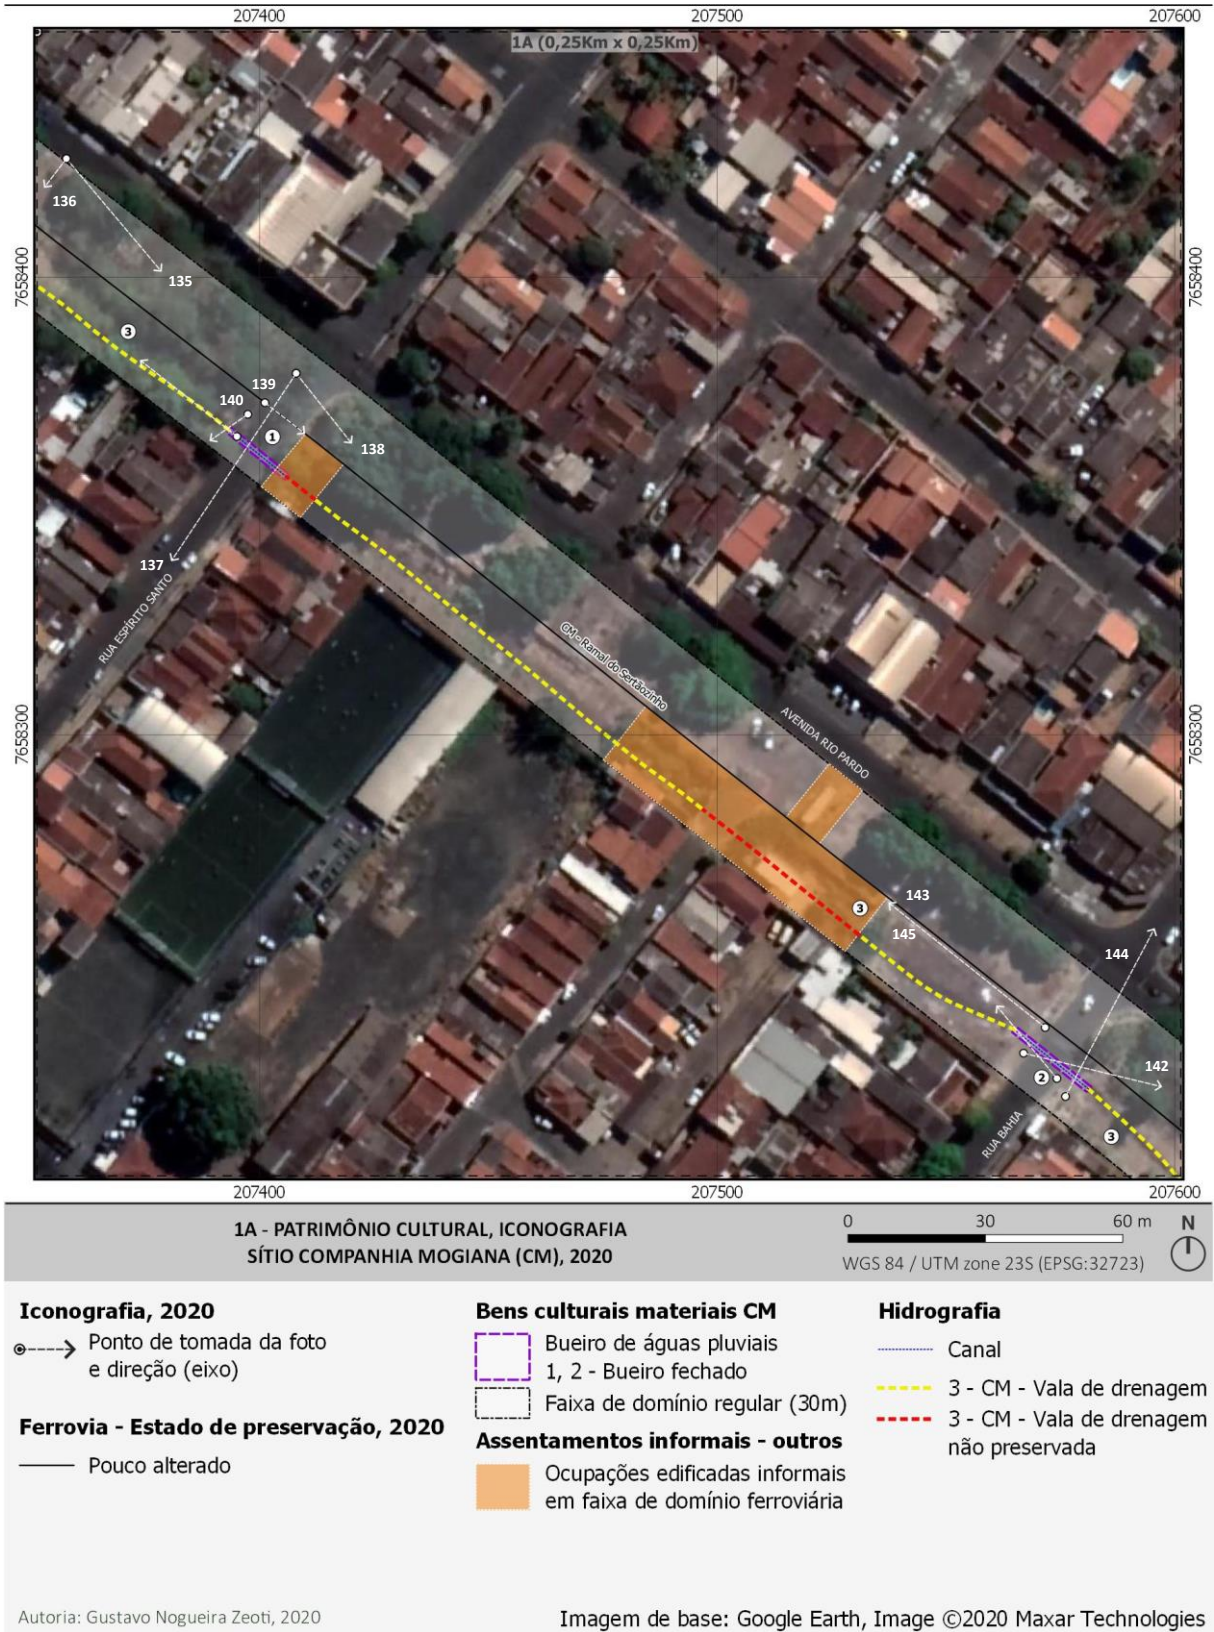 207400
207500
207600
1A (0,25Km x 0,25Km)
136
135
7658400
7658400
3
139
140
1
138
137
RUA ESPÍRITO SANTO
CM - Ramal do Sertãozinho
7658300
7658300
AVENIDA RIO PARDO
143
3
145
144
142
2
RUA BAHIA
3
207400
207500
207600
1A - PATRIMÔNIO CULTURAL, ICONOGRAFIA
SÍTIO COMPANHIA MOGIANA (CM), 2020
0 30 60 m
N
WGS 84 / UTM zone 23S (EPSG:32723)
Iconografia, 2020
Ponto de tomada da foto
e direção (eixo)
Ferrovia - Estado de preservação, 2020
Pouco alterado
Bens culturais materiais CM
Bueiro de águas pluviais
1, 2 - Bueiro fechado
Faixa de domínio regular (30m)
Assentamentos informais - outros
Ocupações edificadas informais
em faixa de domínio ferroviária
Hidrografia
Canal
3 - CM - Vala de drenagem
3 - CM - Vala de drenagem
não preservada
Autoria: Gustavo Nogueira Zeoti, 2020
Imagem de base: Google Earth, Image ©2020 Maxar Technologies